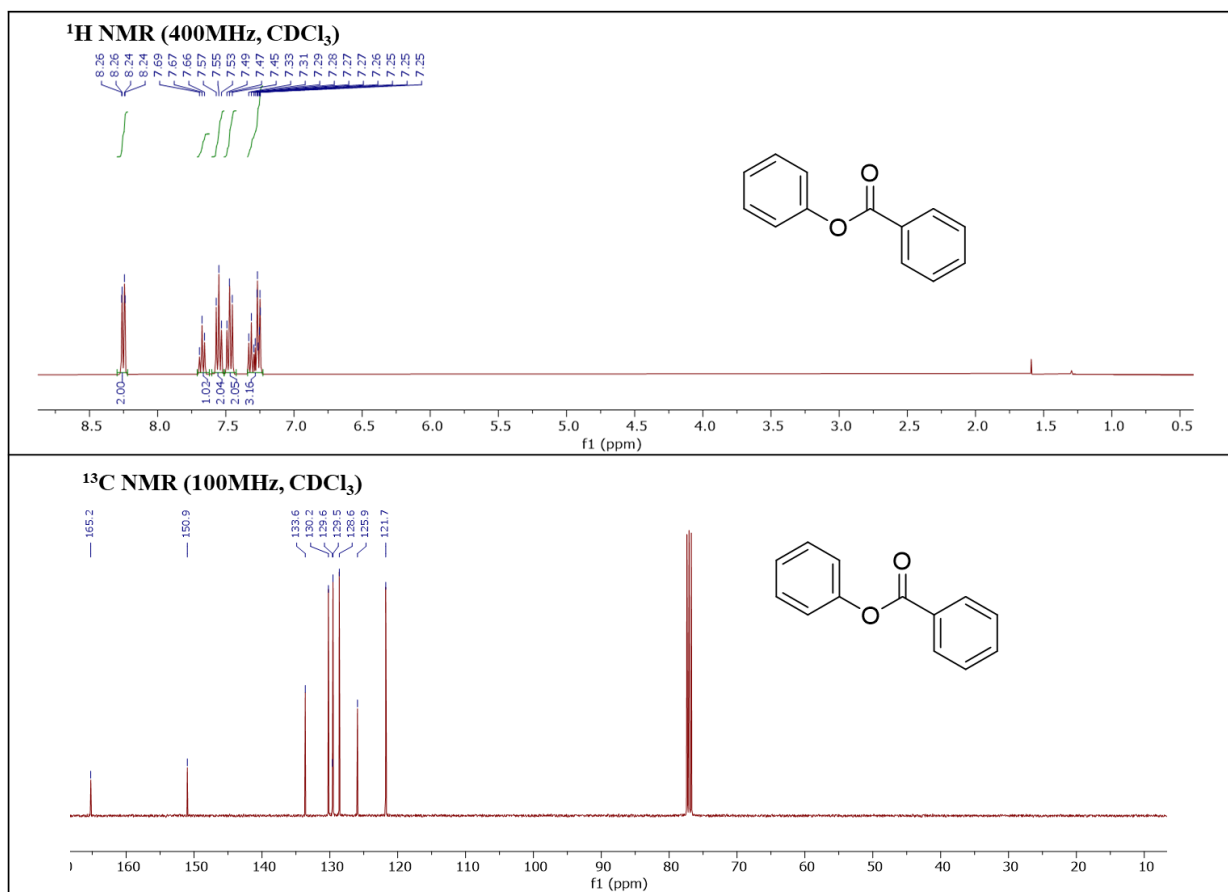 ¹H NMR (400MHz, CDCl₃)
8.26 8.26 8.24 8.24 7.69 7.67 7.66 7.57 7.55 7.53 7.49 7.47 7.45 7.33 7.31 7.29 7.28 7.27 7.27 7.26 7.25 7.25 7.25
O
O
2.00 1.02 2.04 2.05 3.16
8.5 8.0 7.5 7.0 6.5 6.0 5.5 5.0 4.5 4.0 3.5 3.0 2.5 2.0 1.5 1.0 0.5
f1 (ppm)
¹³C NMR (100MHz, CDCl₃)
165.2 150.9 133.6 130.2 129.6 129.5 128.6 125.9 121.7
O
O
160 150 140 130 120 110 100 90 80 70 60 50 40 30 20 10
f1 (ppm)